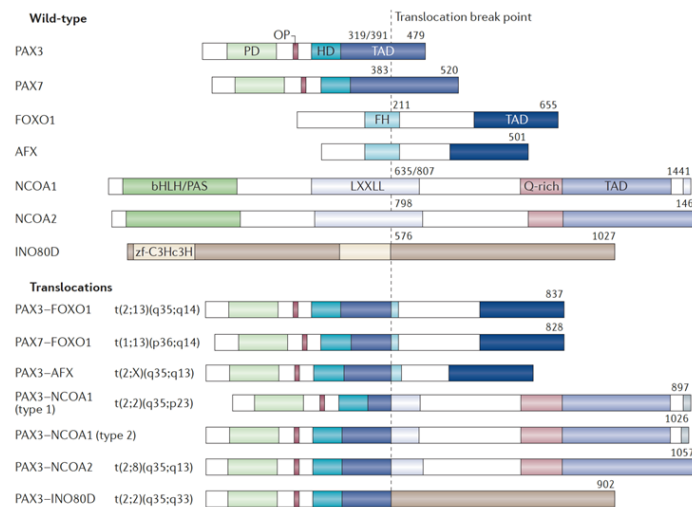 Wild-type
Translocation break point
OP
319/391 479
PAX3 PD HD TAD
383 520
PAX7
211 655
FOXO1 FH TAD
501
AFX
635/807 1441
NCOA1 bHLH/PAS LXXLL Q-rich TAD
798 146
NCOA2
576 1027
INO80D zf-C3Hc3H
Translocations
837
PAX3–FOXO1 t(2;13)(q35;q14)
828
PAX7–FOXO1 t(1;13)(p36;q14)
PAX3–AFX t(2;X)(q35;q13)
897
PAX3–NCOA1 t(2;2)(q35;p23)
(type 1)
1026
PAX3–NCOA1 (type 2)
1057
PAX3–NCOA2 t(2;8)(q35;q13)
902
PAX3–INO80D t(2;2)(q35;q33)